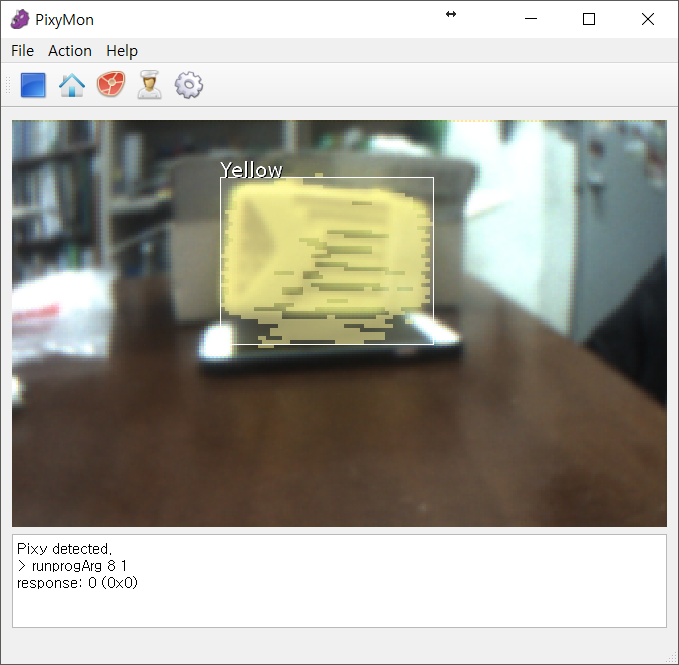 PixyMon
File Action Help
Yellow
Pixy detected.
> runprogArg 8 1
response: 0 (0x0)